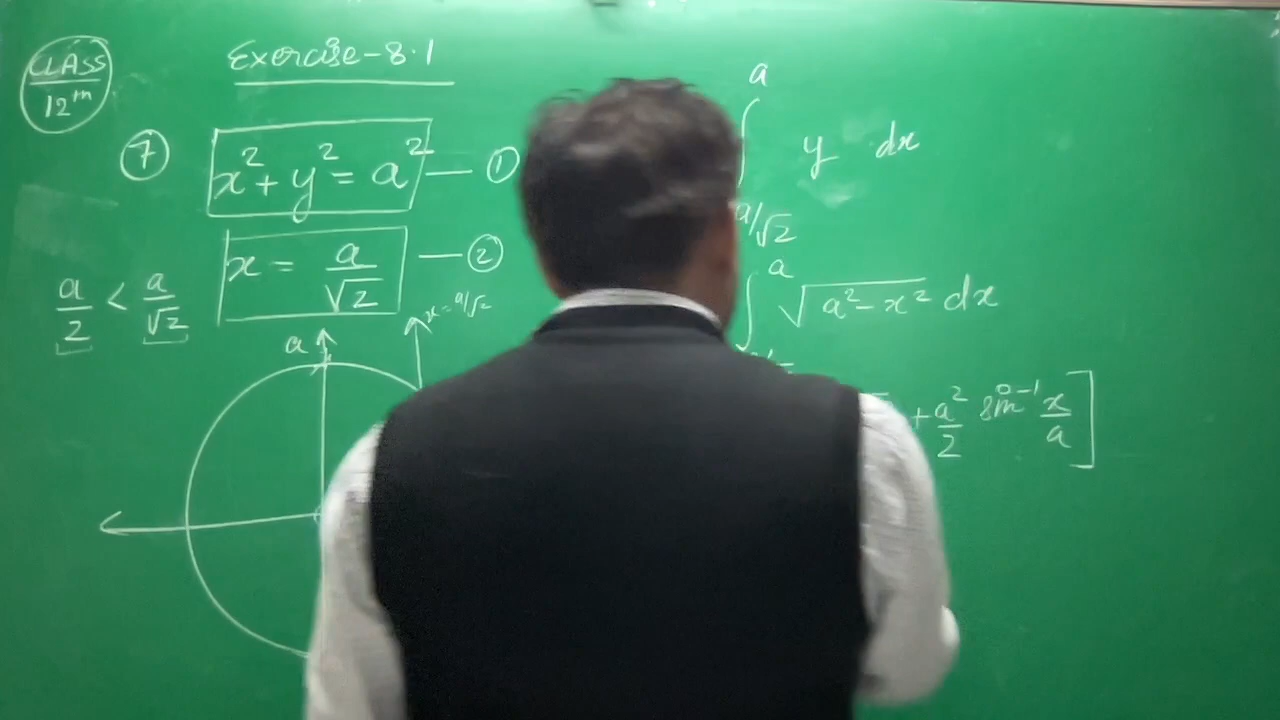 CLASS
12th
Exercise-8.1
7
x² + y² = a² — 1
x = a/√2 — 2
a/2 < a/√2
a
x = a/√2
a
∫ y dx
a/√2
a
∫ √a² - x² dx
+ a²/2 sin⁻¹ x/a ]